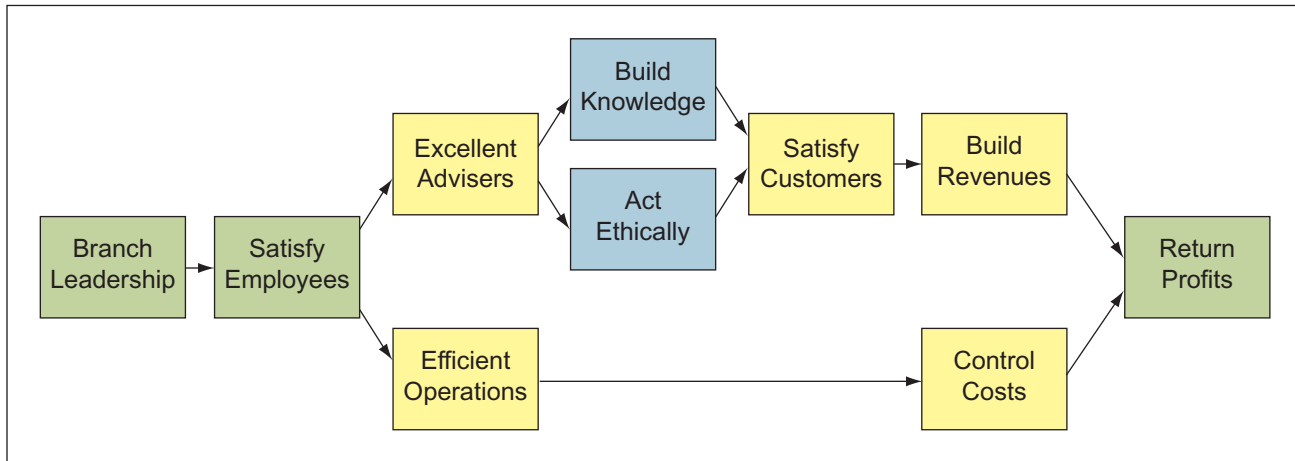 Branch
Leadership
Satisfy
Employees
Excellent
Advisers
Build
Knowledge
Act
Ethically
Satisfy
Customers
Build
Revenues
Efficient
Operations
Control
Costs
Return
Profits